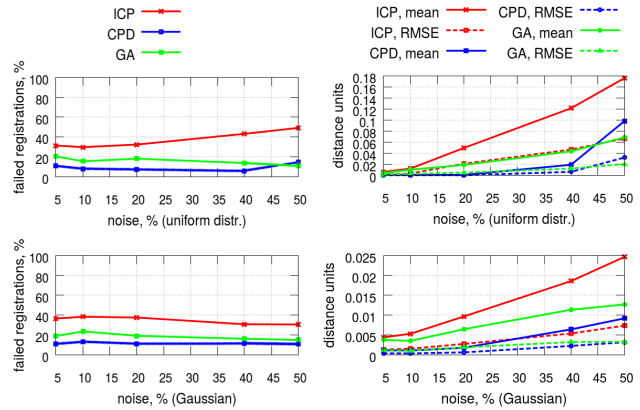 ICP
CPD
GA
failed registrations, %
100
80
60
40
20
0
5 10 20 30 40 50
noise, % (uniform distr.)
ICP, mean
ICP, RMSE
CPD, mean
CPD, RMSE
GA, mean
GA, RMSE
distance units
0.18
0.16
0.14
0.12
0.1
0.08
0.06
0.04
0.02
0
5 10 15 20 25 30 35 40 45 50
noise, % (uniform distr.)
failed registrations, %
100
80
60
40
20
0
5 10 15 20 25 30 35 40 45 50
noise, % (Gaussian)
distance units
0.025
0.02
0.015
0.01
0.005
0
5 10 15 20 25 30 35 40 45 50
noise, % (Gaussian)